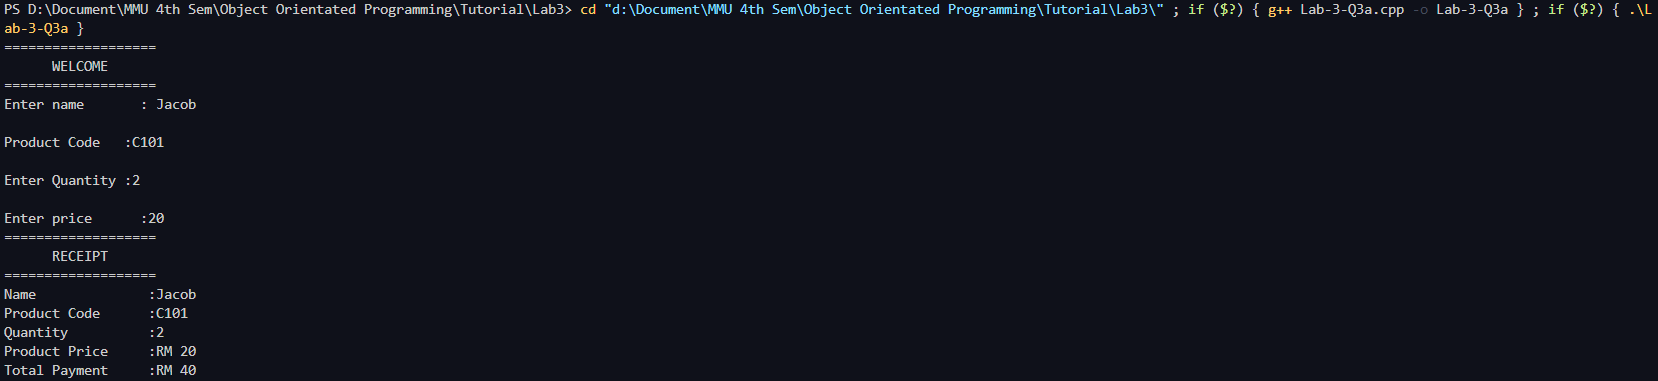 PS D:\Document\MMU 4th Sem\Object Orientated Programming\Tutorial\Lab3> cd "d:\Document\MMU 4th Sem\Object Orientated Programming\Tutorial\Lab3\" ; if ($?) { g++ Lab-3-Q3a.cpp -o Lab-3-Q3a } ; if ($?) { .\L
ab-3-Q3a }
===================
      WELCOME
===================
Enter name       : Jacob
Product Code   :C101
Enter Quantity :2
Enter price      :20
===================
      RECEIPT
===================
Name              :Jacob
Product Code      :C101
Quantity          :2
Product Price     :RM 20
Total Payment     :RM 40